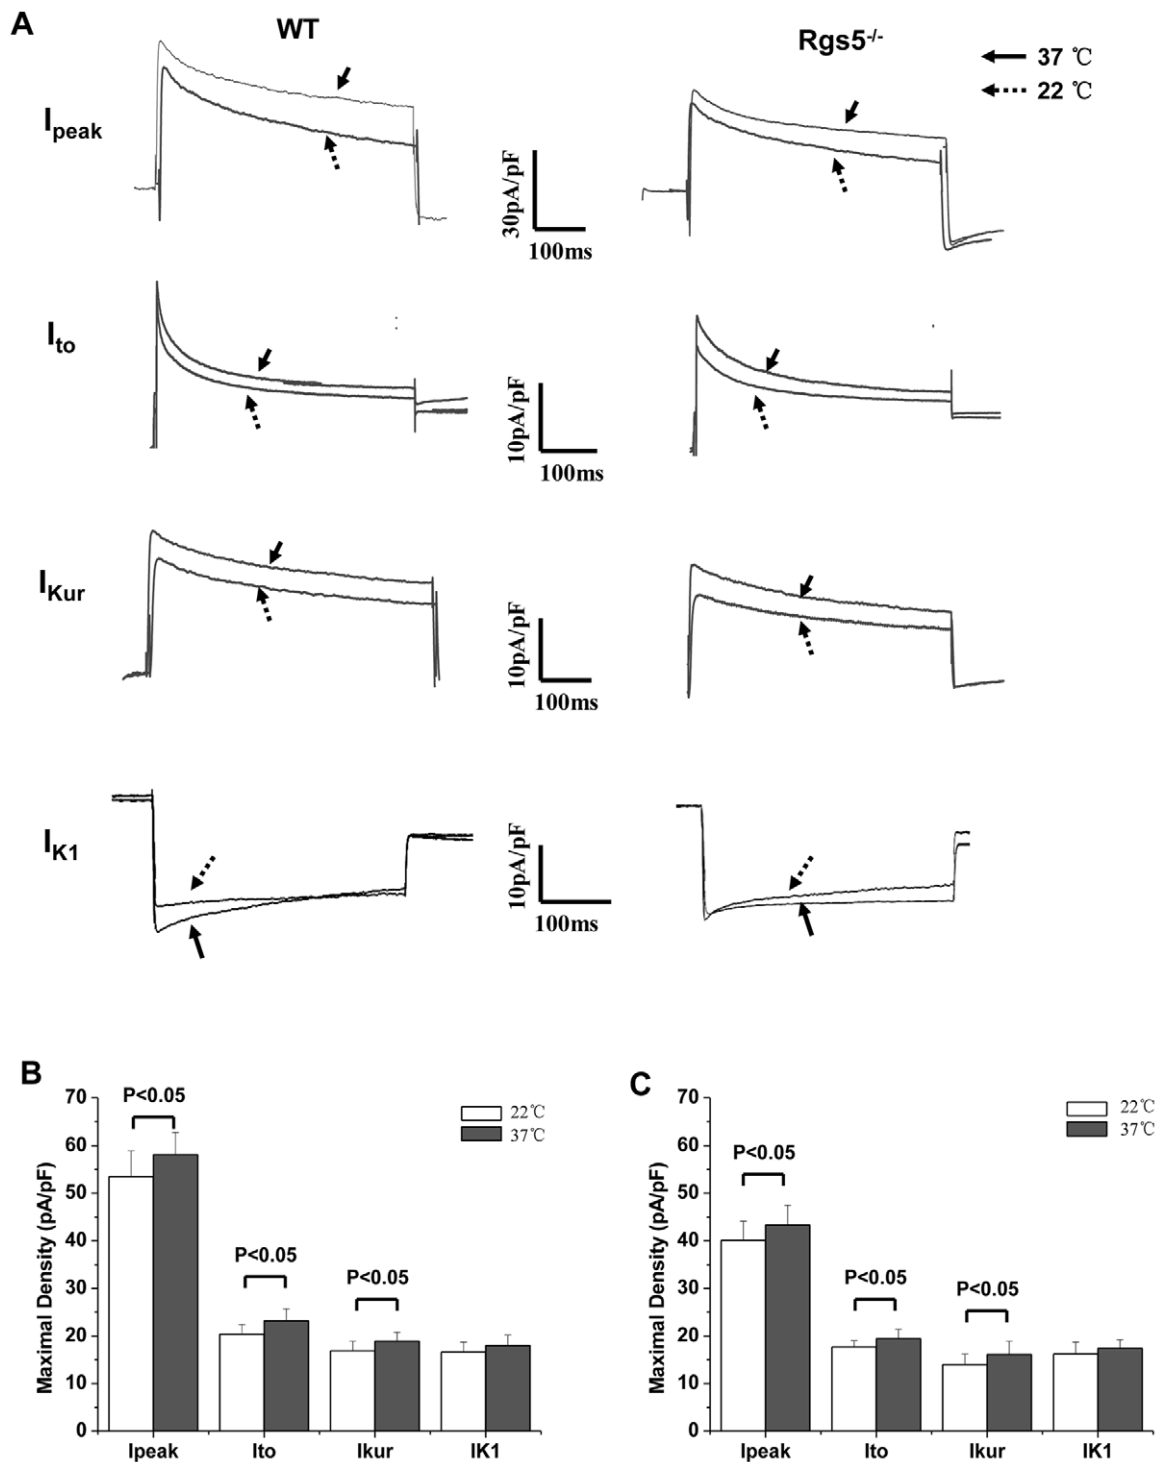 A
WT
Rgs5-/-
37 ℃
22 ℃
Ipeak
30pA/pF
100ms
Ito
10pA/pF
100ms
IKur
10pA/pF
100ms
IK1
10pA/pF
100ms
B
P<0.05
P<0.05
P<0.05
22℃
37℃
Maximal Density (pA/pF)
70
60
50
40
30
20
10
0
Ipeak
Ito
Ikur
IK1
C
P<0.05
P<0.05
P<0.05
22℃
37℃
Maximal Density (pA/pF)
70
60
50
40
30
20
10
0
Ipeak
Ito
Ikur
IK1